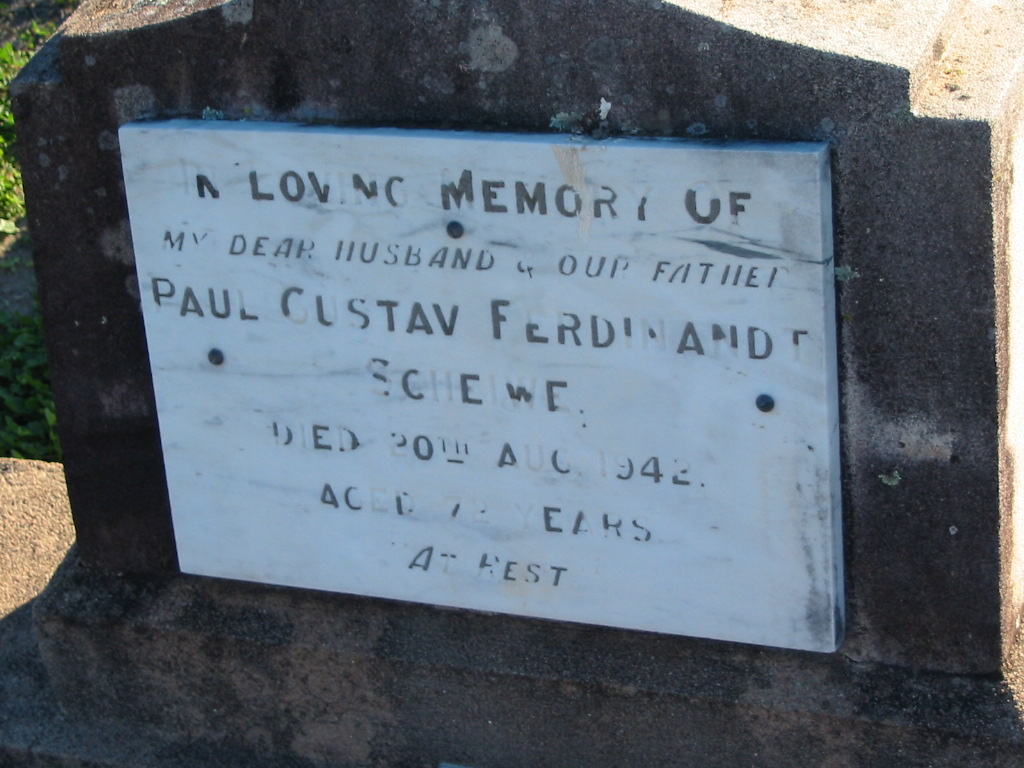 IN LOVING MEMORY OF
MY DEAR HUSBAND & OUR FATHER
PAUL GUSTAV FERDINANDT
SCHEIWE.
DIED 20TH AUG. 1942.
AGED 72 YEARS
AT REST